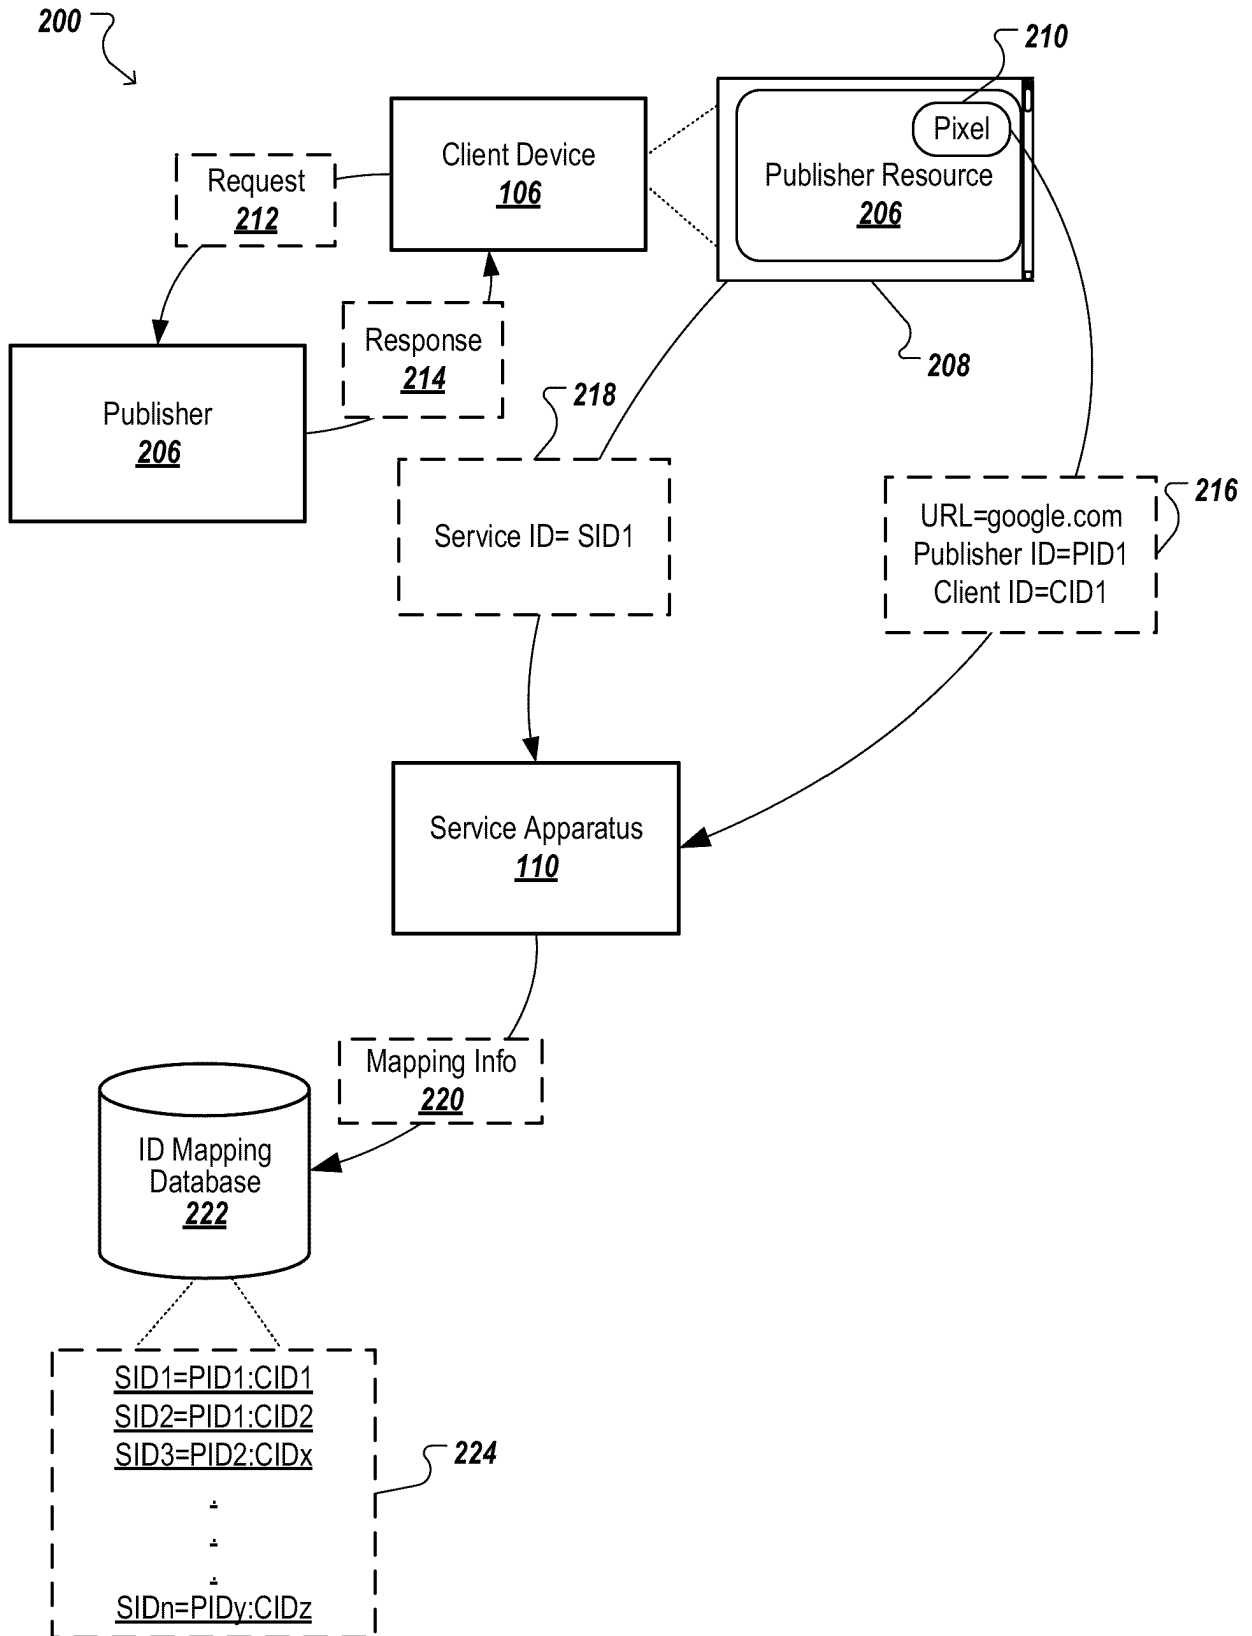 200
210
Pixel
Client Device
106
Publisher Resource
206
Request
212
Response
214
208
Publisher
206
218
Service ID= SID1
216
URL=google.com
Publisher ID=PID1
Client ID=CID1
Service Apparatus
110
Mapping Info
220
ID Mapping
Database
222
SID1=PID1:CID1
SID2=PID1:CID2
SID3=PID2:CIDx
.
.
.
SIDn=PIDy:CIDz
224